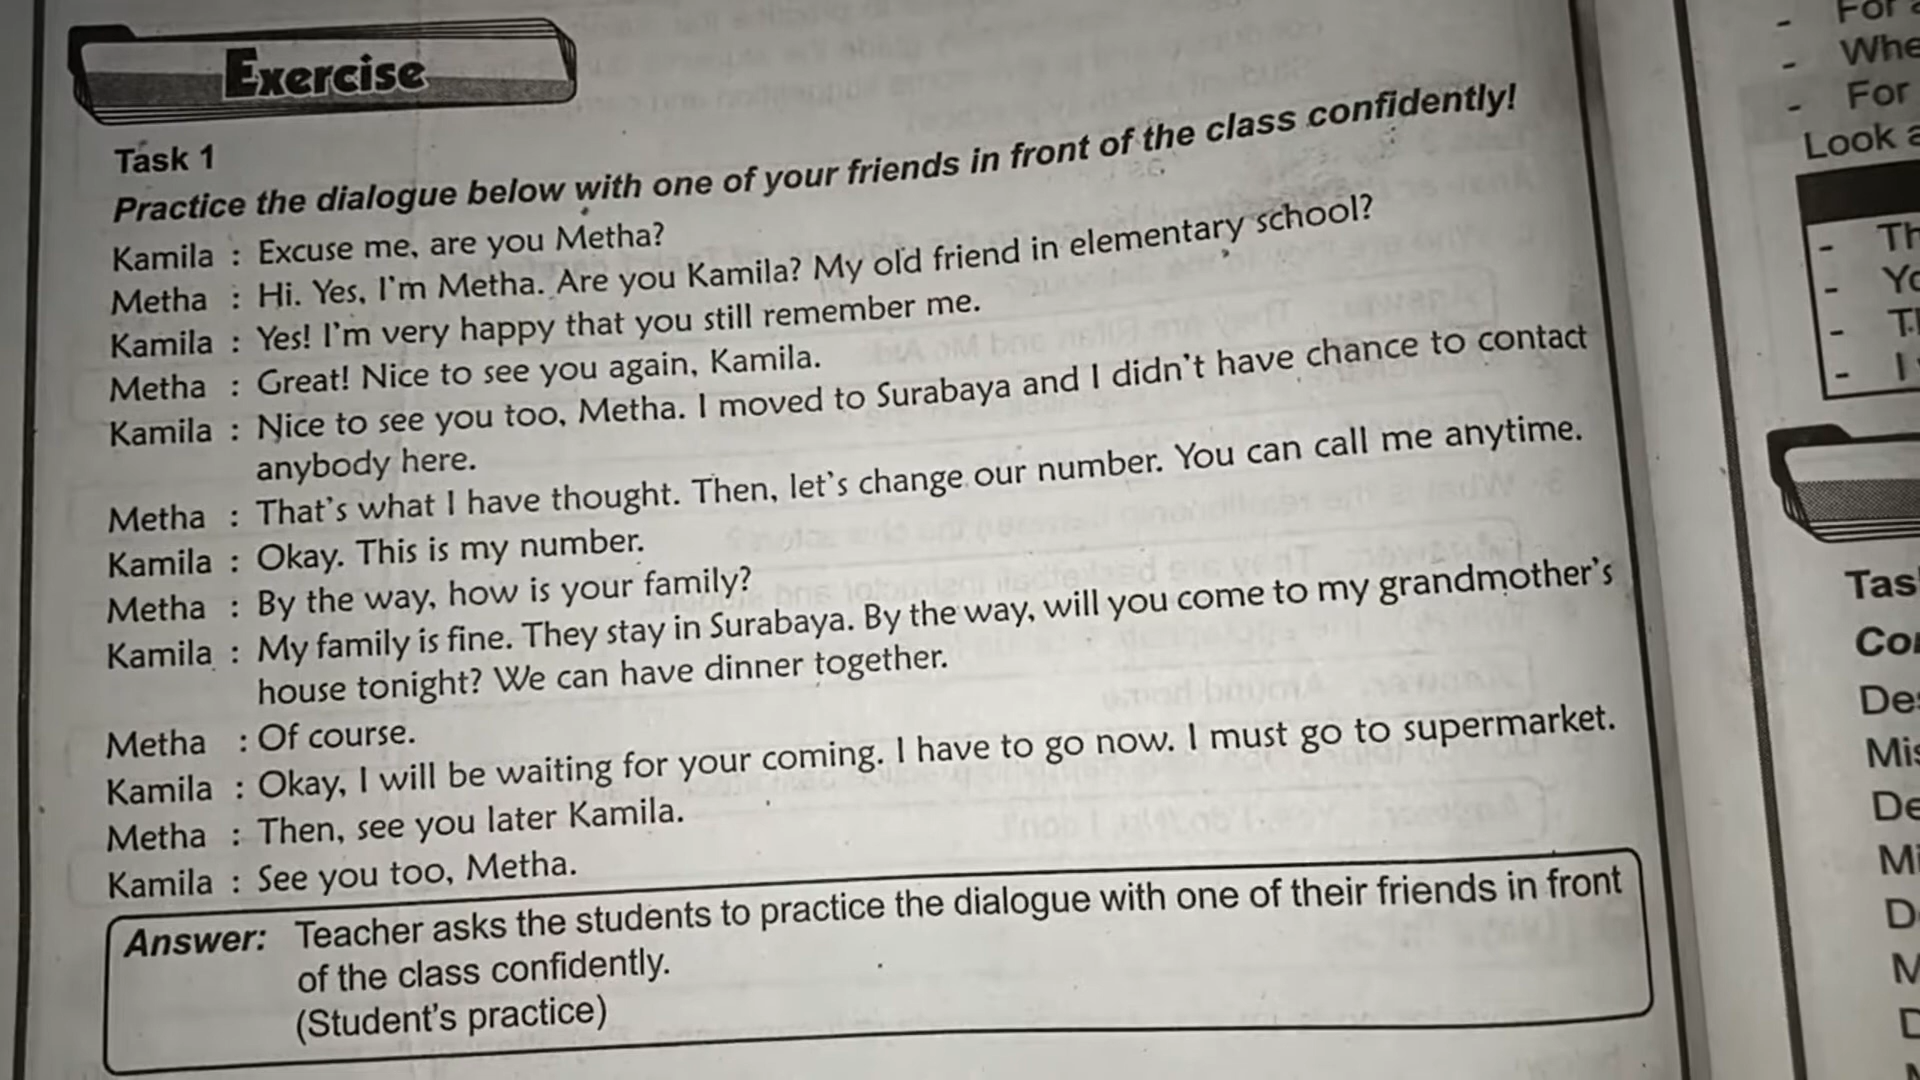 Exercise
Task 1
Practice the dialogue below with one of your friends in front of the class confidently!
Kamila : Excuse me, are you Metha?
Metha : Hi. Yes, I'm Metha. Are you Kamila? My old friend in elementary school?
Kamila : Yes! I'm very happy that you still remember me.
Metha : Great! Nice to see you again, Kamila.
Kamila : Nice to see you too, Metha. I moved to Surabaya and I didn't have chance to contact
anybody here.
Metha : That's what I have thought. Then, let's change our number. You can call me anytime.
Kamila : Okay. This is my number.
Metha : By the way, how is your family?
Kamila : My family is fine. They stay in Surabaya. By the way, will you come to my grandmother's
house tonight? We can have dinner together.
Metha : Of course.
Kamila : Okay, I will be waiting for your coming. I have to go now. I must go to supermarket.
Metha : Then, see you later Kamila.
Kamila : See you too, Metha.
Answer: Teacher asks the students to practice the dialogue with one of their friends in front
of the class confidently.
(Student's practice)
- For
- Whe
- For
Look a
- Th
- Yo
- Th
- I
Tas
Co
Des
Mis
De
Mi
D
M
D